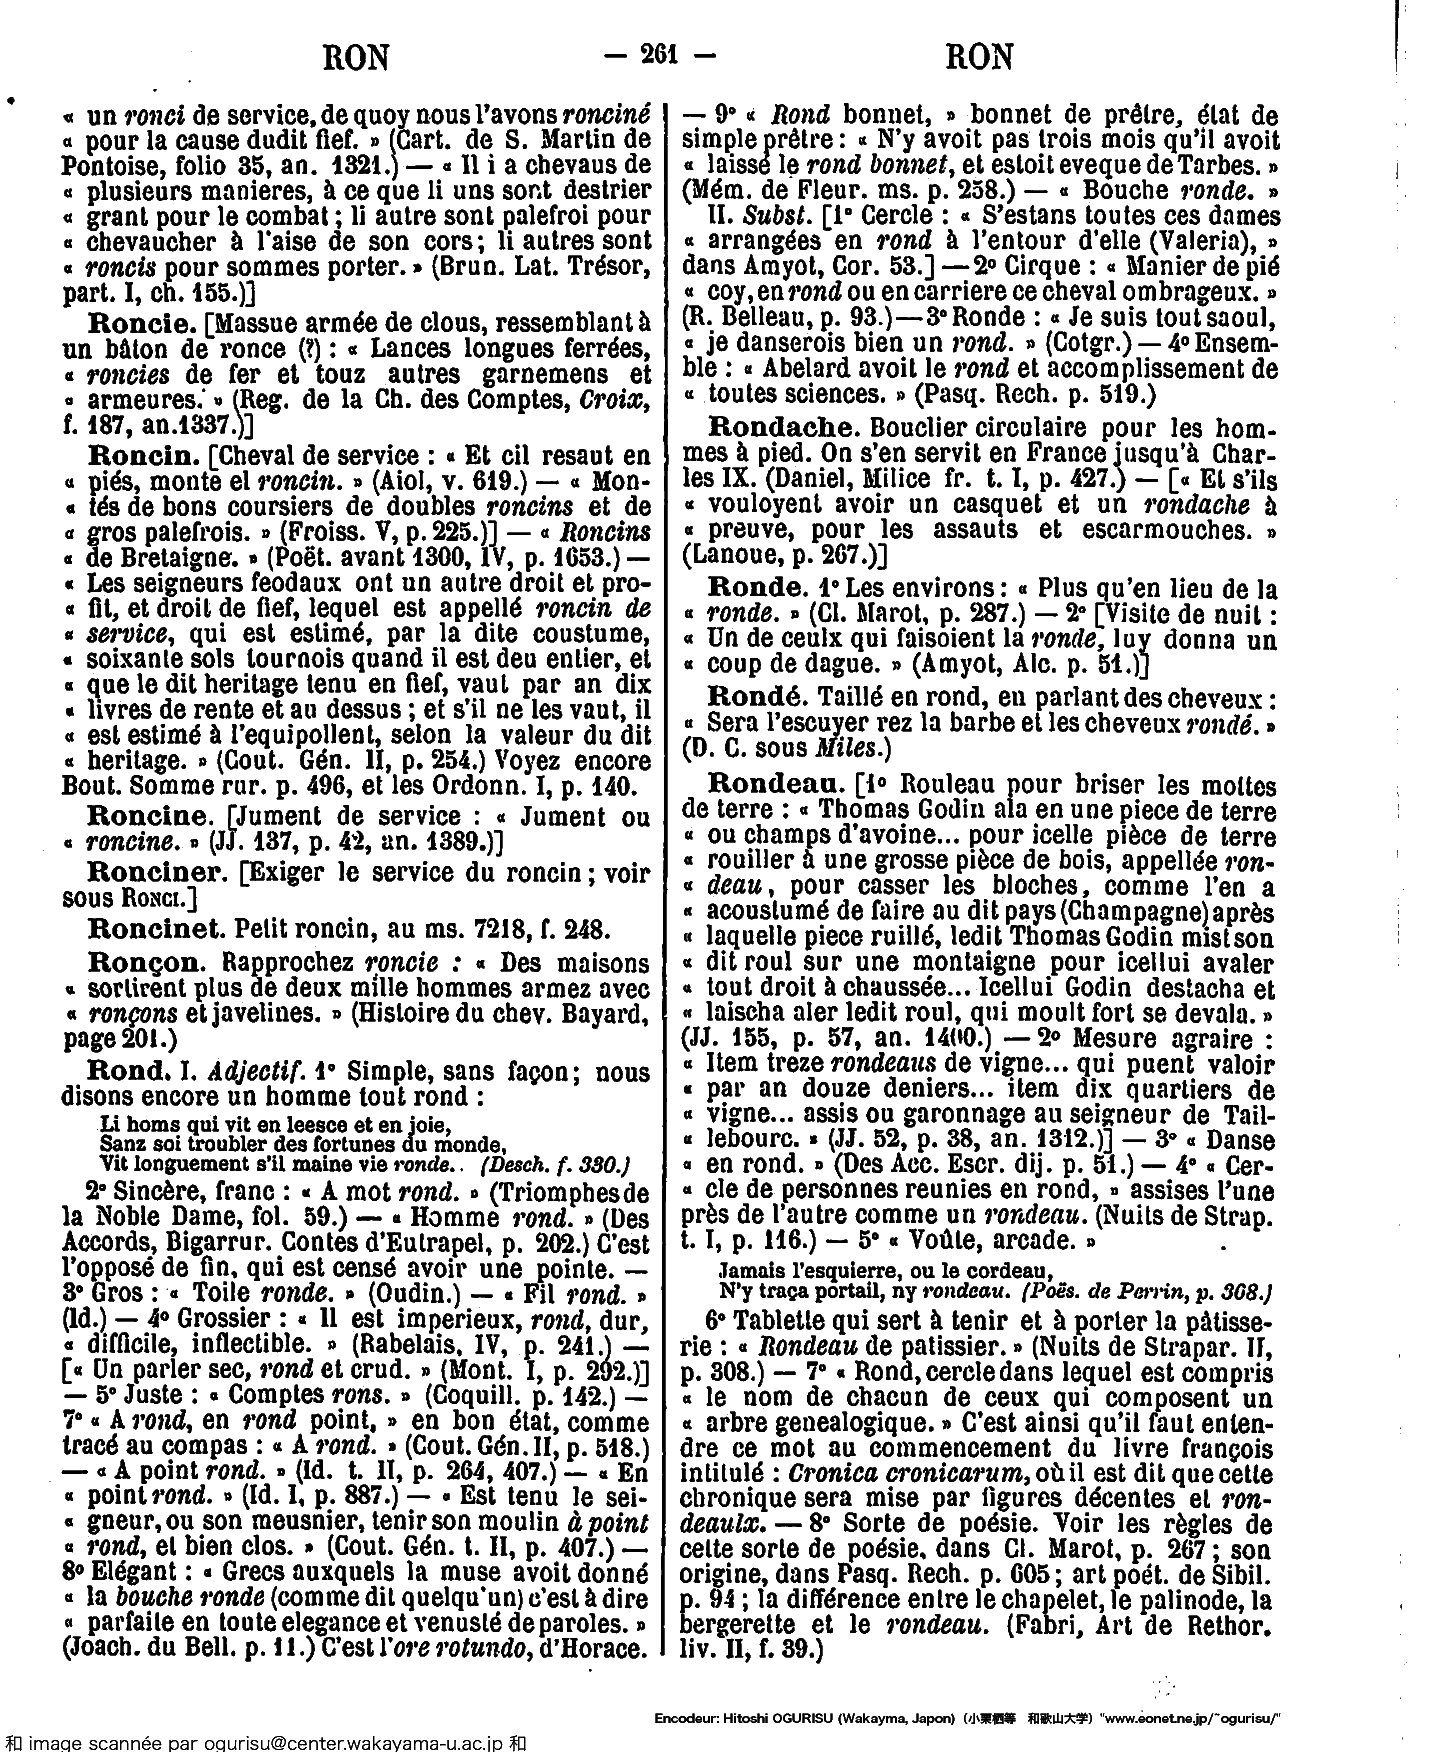 RON — 261 — RON
« un ronci de service, de quoy nous l'avons ronciné
« pour la cause dudit fief. » (Cart. de S. Martin de
Pontoise, folio 35, an. 1321.) — « Il i a chevaus de
« plusieurs manieres, à ce que li uns sont destrier
« grant pour le combat ; li autre sont palefroi pour
« chevaucher à l'aise de son cors ; li autres sont
« roncis pour sommes porter. » (Brun. Lat. Trésor,
part. I, ch. 155.)]
Roncie. [Massue armée de clous, ressemblant à
un bâton de ronce (?) : « Lances longues ferrées,
« roncies de fer et touz autres garnemens et
« armeures. » (Reg. de la Ch. des Comptes, Croix,
f. 187, an.1337.)]
Roncin. [Cheval de service : « Et cil resaut en
« piés, monte el roncin. » (Aiol, v. 619.) — « Mon-
« tés de bons coursiers de doubles roncins et de
« gros palefrois. » (Froiss. V, p. 225.)] — « Roncins
« de Bretaigne. » (Poët. avant 1300, IV, p. 1653.) —
« Les seigneurs feodaux ont un autre droit et pro-
« fit, et droit de fief, lequel est appellé roncin de
« service, qui est estimé, par la dite coustume,
« soixante sols tournois quand il est deu entier, et
« que le dit heritage tenu en fief, vaut par an dix
« livres de rente et au dessus ; et s'il ne les vaut, il
« est estimé à l'equipollent, selon la valeur du dit
« heritage. » (Cout. Gén. II, p. 254.) Voyez encore
Bout. Somme rur. p. 496, et les Ordonn. I, p. 140.
Roncine. [Jument de service : « Jument ou
« roncine. » (JJ. 137, p. 42, an. 1389.)]
Ronciner. [Exiger le service du roncin ; voir
sous RONCI.]
Roncinet. Petit roncin, au ms. 7218, f. 248.
Ronçon. Rapprochez roncie : « Des maisons
« sortirent plus de deux mille hommes armez avec
« ronçons et javelines. » (Histoire du chev. Bayard,
page 201.)
Rond. I. Adjectif. 1° Simple, sans façon ; nous
disons encore un homme tout rond :
Li homs qui vit en leesce et en joie,
Sanz soi troubler des fortunes du monde,
Vit longuement s'il maine vie ronde.. (Desch. f. 330.)
2° Sincère, franc : « A mot rond. » (Triomphes de
la Noble Dame, fol. 59.) — « Homme rond. » (Des
Accords, Bigarrur. Contes d'Eutrapel, p. 202.) C'est
l'opposé de fin, qui est censé avoir une pointe. —
3° Gros : « Toile ronde. » (Oudin.) — « Fil rond. »
(Id.) — 4° Grossier : « Il est imperieux, rond, dur,
« difficile, inflectible. » (Rabelais, IV, p. 241.) —
[« Un parler sec, rond et crud. » (Mont. I, p. 292.)]
— 5° Juste : « Comptes rons. » (Coquill. p. 142.) —
7° « A rond, en rond point, » en bon état, comme
tracé au compas : « A rond. » (Cout. Gén. II, p. 518.)
— « A point rond. » (Id. t. II, p. 264, 407.) — « En
« point rond. » (Id. I, p. 887.) — « Est tenu le sei-
« gneur, ou son meusnier, tenir son moulin à point
« rond, et bien clos. » (Cout. Gén. t. II, p. 407.) —
8° Elégant : « Grecs auxquels la muse avoit donné
« la bouche ronde (comme dit quelqu'un) c'est à dire
« parfaite en toute elegance et venusté de paroles. »
(Joach. du Bell. p. 11.) C'est l'ore rotundo, d'Horace.
— 9° « Rond bonnet, » bonnet de prêtre, état de
simple prêtre : « N'y avoit pas trois mois qu'il avoit
« laissé le rond bonnet, et estoit eveque de Tarbes. »
(Mém. de Fleur. ms. p. 258.) — « Bouche ronde. »
II. Subst. [1° Cercle : « S'estans toutes ces dames
« arrangées en rond à l'entour d'elle (Valeria), »
dans Amyot, Cor. 53.] — 2° Cirque : « Manier de pié
« coy, en rond ou en carriere ce cheval ombrageux. »
(R. Belleau, p. 93.) — 3° Ronde : « Je suis tout saoul,
« je danserois bien un rond. » (Cotgr.) — 4° Ensem-
ble : « Abelard avoit le rond et accomplissement de
« toutes sciences. » (Pasq. Rech. p. 519.)
Rondache. Bouclier circulaire pour les hom-
mes à pied. On s'en servit en France jusqu'à Char-
les IX. (Daniel, Milice fr. t. I, p. 427.) — [« Et s'ils
« vouloyent avoir un casquet et un rondache à
« preuve, pour les assauts et escarmouches. »
(Lanoue, p. 267.)]
Ronde. 1° Les environs : « Plus qu'en lieu de la
« ronde. » (Cl. Marot, p. 287.) — 2° [Visite de nuit :
« Un de ceulx qui faisoient la ronde, luy donna un
« coup de dague. » (Amyot, Alc. p. 51.)]
Rondé. Taillé en rond, en parlant des cheveux :
« Sera l'escuyer rez la barbe et les cheveux rondé. »
(D. C. sous Miles.)
Rondeau. [1° Rouleau pour briser les mottes
de terre : « Thomas Godin ala en une piece de terre
« ou champs d'avoine... pour icelle pièce de terre
« rouiller à une grosse pièce de bois, appellée ron-
« deau, pour casser les bloches, comme l'en a
« acoustumé de faire au dit pays (Champagne) après
« laquelle piece ruillé, ledit Thomas Godin mist son
« dit roul sur une montaigne pour icellui avaler
« tout droit à chaussée... Icellui Godin destacha et
« laischa aler ledit roul, qui moult fort se devala. »
(JJ. 155, p. 57, an. 1400.) — 2° Mesure agraire :
« Item treze rondeaus de vigne... qui puent valoir
« par an douze deniers... item dix quartiers de
« vigne... assis ou garonnage au seigneur de Tail-
« lebourc. » (JJ. 52, p. 38, an. 1312.)] — 3° « Danse
« en rond. » (Des Acc. Escr. dij. p. 51.) — 4° « Cer-
« cle de personnes reunies en rond, » assises l'une
près de l'autre comme un rondeau. (Nuits de Strap.
t. I, p. 116.) — 5° « Voûte, arcade. »
Jamais l'esquierre, ou le cordeau,
N'y traça portail, ny rondeau. (Poës. de Perrin, p. 368.)
6° Tablette qui sert à tenir et à porter la pâtisse-
rie : « Rondeau de patissier. » (Nuits de Strapar. II,
p. 308.) — 7° « Rond, cercle dans lequel est compris
« le nom de chacun de ceux qui composent un
« arbre genealogique. » C'est ainsi qu'il faut enten-
dre ce mot au commencement du livre françois
intitulé : Cronica cronicarum, où il est dit que cette
chronique sera mise par figures décentes et ron-
deaulx. — 8° Sorte de poésie. Voir les règles de
cette sorte de poésie, dans Cl. Marot, p. 267 ; son
origine, dans Pasq. Rech. p. 605 ; art poét. de Sibil.
p. 94 ; la différence entre le chapelet, le palinode, la
bergerette et le rondeau. (Fabri, Art de Rethor.
liv. II, f. 39.)
Encodeur: Hitoshi OGURISU (Wakayma, Japon) (小栗栖等 和歌山大学) "www.eonet.ne.jp/~ogurisu/"
和 image scannée par ogurisu@center.wakayama-u.ac.jp 和